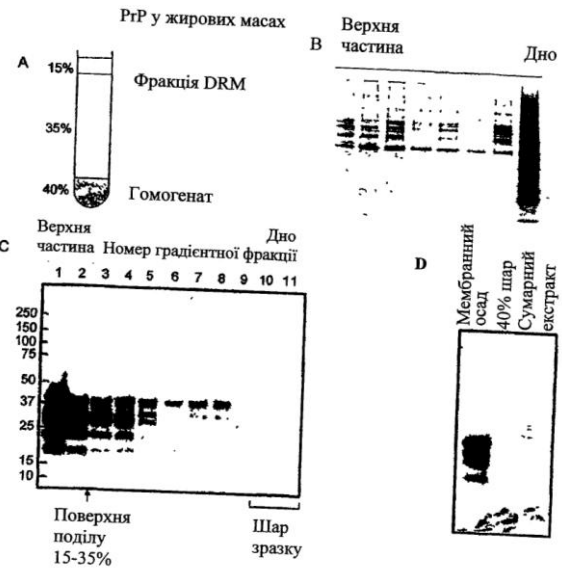 PrP у жирових масах
A
15%
Фракція DRM
35%
40%
Гомогенат
B
Верхня
частина
Дно
C
Верхня
частина
Номер градієнтної фракції
Дно
1 2 3 4 5 6 7 8 9 10 11
250
150
100
75
50
37
25
15
10
Поверхня
поділу
15-35%
Шар
зразку
D
Мембранний
осад
40% шар
Сумарний
екстракт